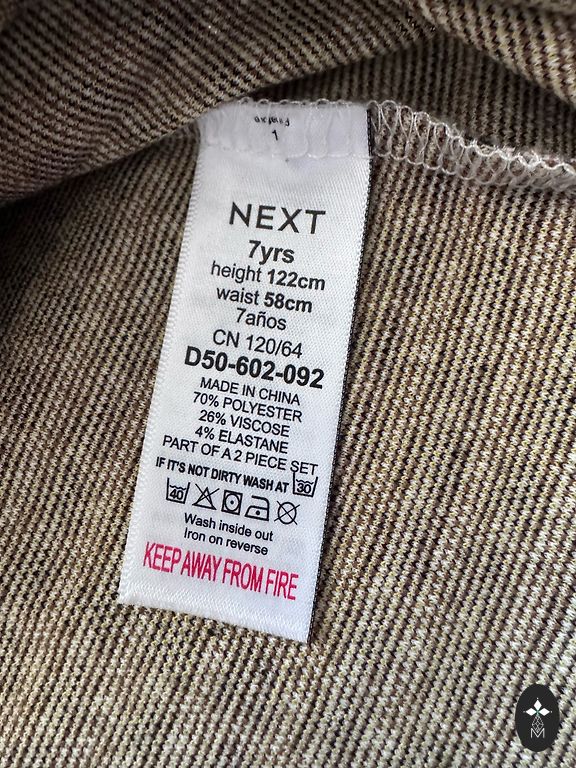 1
NEXT
7yrs
height 122cm
waist 58cm
7años
CN 120/64
D50-602-092
MADE IN CHINA
70% POLYESTER
26% VISCOSE
4% ELASTANE
PART OF A 2 PIECE SET
IF IT'S NOT DIRTY WASH AT 30
40
Wash inside out
Iron on reverse
KEEP AWAY FROM FIRE
M